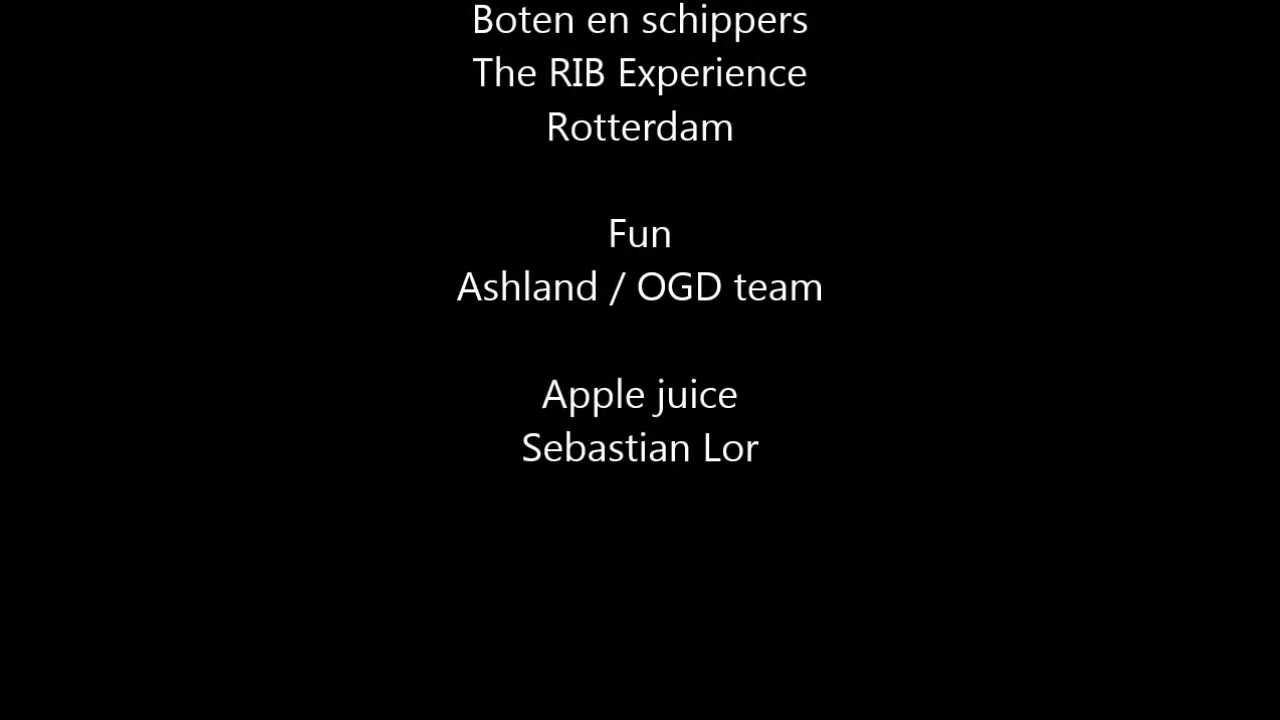 Boten en schippers
The RIB Experience
Rotterdam
Fun
Ashland / OGD team
Apple juice
Sebastian Lor